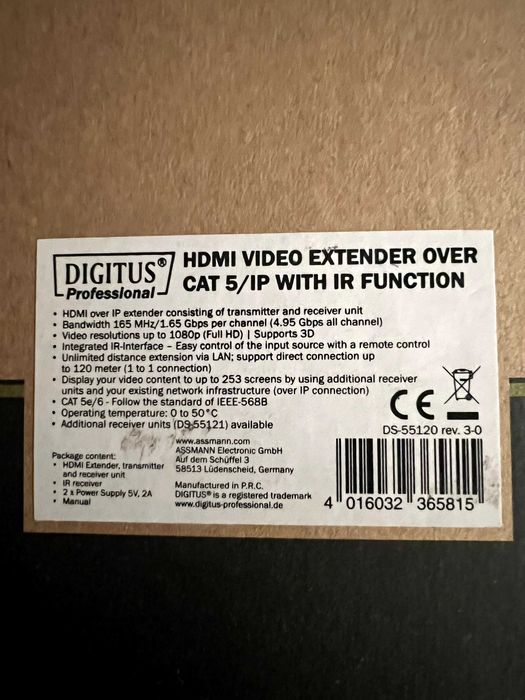 DIGITUS®
Professional
HDMI VIDEO EXTENDER OVER
CAT 5/IP WITH IR FUNCTION
• HDMI over IP extender consisting of transmitter and receiver unit
• Bandwidth 165 MHz/1.65 Gbps per channel (4.95 Gbps all channel)
• Video resolutions up to 1080p (Full HD) | Supports 3D
• Integrated IR-Interface – Easy control of the input source with a remote control
• Unlimited distance extension via LAN; support direction connection up
to 120 meter (1 to 1 connection)
• Display your video content to up to 253 screens by using additional receiver
units and your existing network infrastructure (over IP connection)
• CAT 5e/6 - Follow the standard of IEEE-568B
• Operating temperature: 0 to 50°C
• Additional receiver units (DS-55121) available
CE
DS-55120 rev. 3-0
Package content:
• HDMI Extender, transmitter
and receiver unit
• IR receiver
• 2 x Power Supply 5V, 2A
• Manual
www.assmann.com
ASSMANN Electronic GmbH
Auf dem Schüffel 3
58513 Lüdenscheid, Germany
Manufactured in P.R.C.
DIGITUS® is a registered trademark
www.digitus-professional.de
4 016032 365815